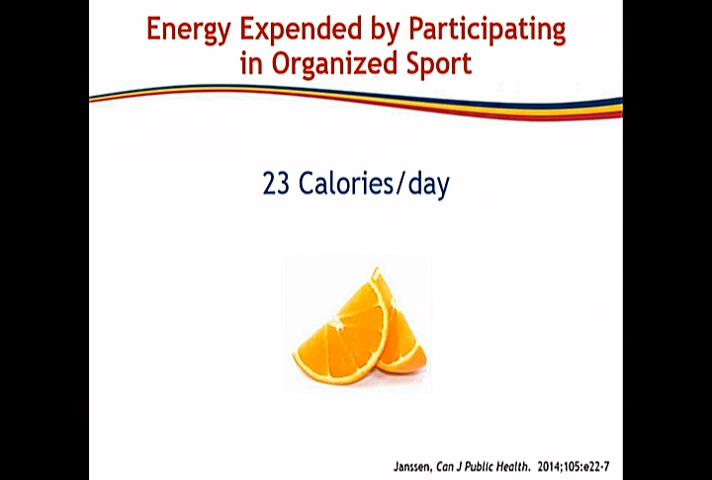 Energy Expended by Participating
in Organized Sport
23 Calories/day
Janssen, Can J Public Health. 2014;105:e22-7